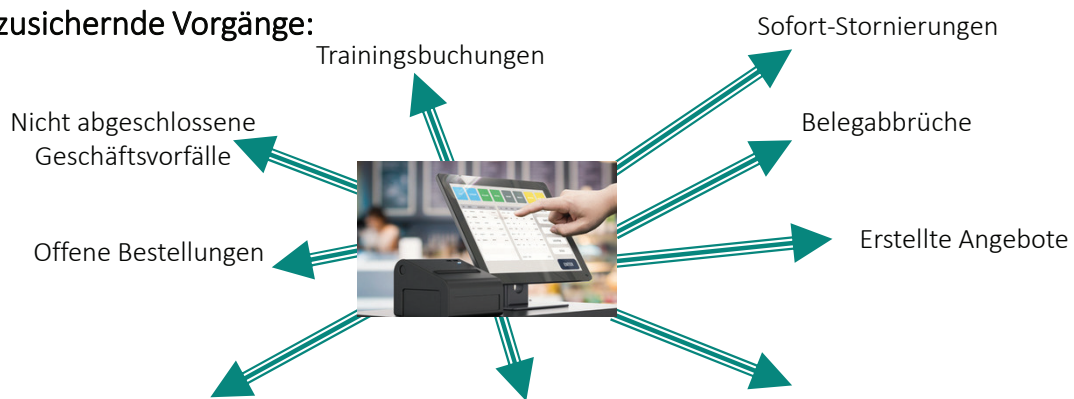 zusichernde Vorgänge:
Trainingsbuchungen
Sofort-Stornierungen
Nicht abgeschlossene
Geschäftsvorfälle
Belegabbrüche
Offene Bestellungen
Erstellte Angebote